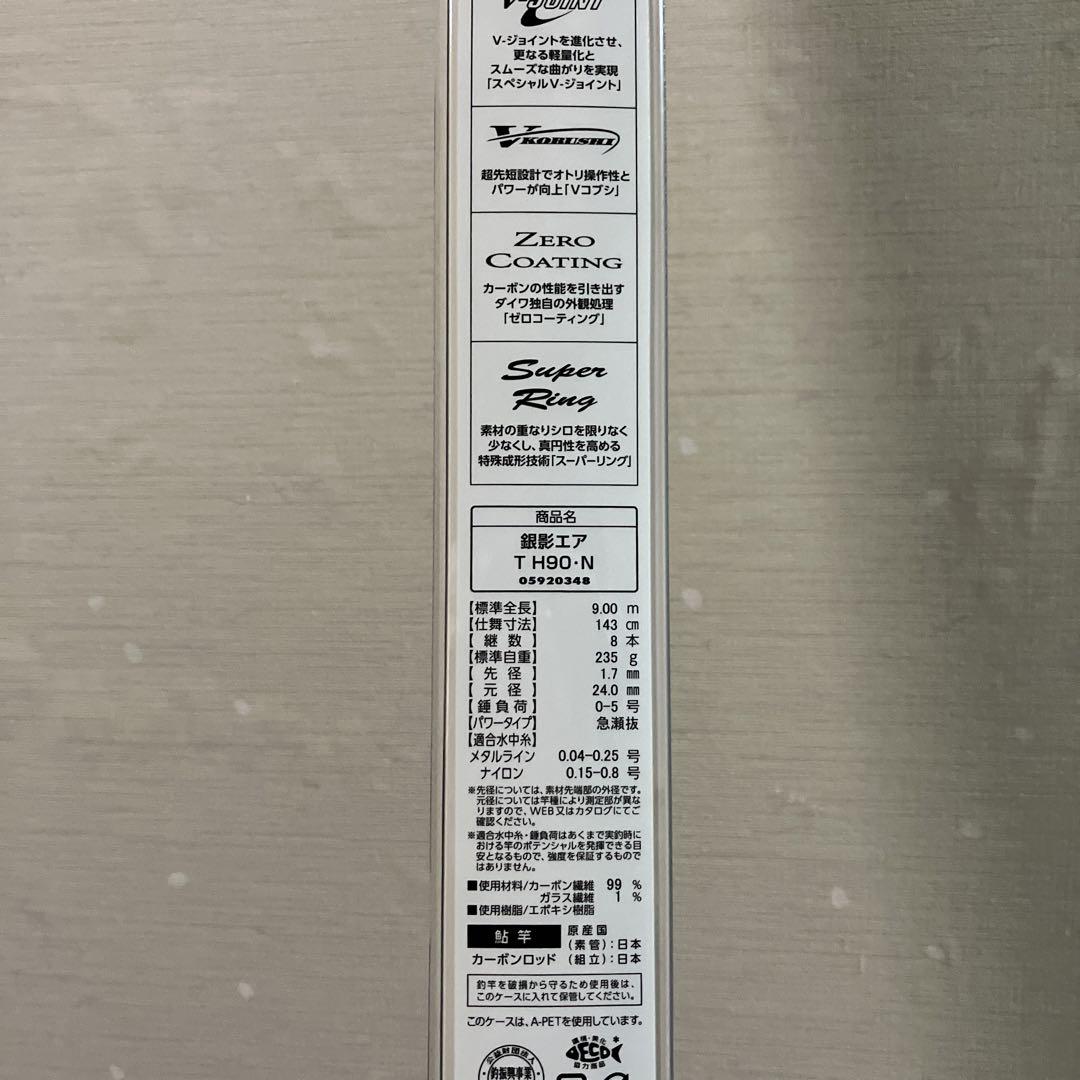 V-JOINT
V-ジョイントを進化させ、
更なる軽量化と
スムーズな曲がりを実現
「スペシャルV-ジョイント」
V KOBUSHI
超先短設計でオトリ操作性と
パワーが向上「Vコブシ」
ZERO
COATING
カーボンの性能を引き出す
ダイワ独自の外観処理
「ゼロコーティング」
Super
Ring
素材の重なりシロを限りなく
少なくし、真円性を高める
特殊成形技術「スーパーリング」
商品名
銀影エア
T H90・N
05920348
【標準全長】 9.00 m
【仕舞寸法】 143 cm
【 継 数 】 8 本
【標準自重】 235 g
【 先 径 】 1.7 mm
【 元 径 】 24.0 mm
【錘負荷】 0-5 号
【パワータイプ】 急瀬抜
【適合水中糸】
メタルライン 0.04-0.25 号
ナイロン 0.15-0.8 号
※先径については、素材先端部の外径です。
元径については竿種により測定部が異な
りますので、WEB又はカタログにてご
確認ください。
※適合水中糸・錘負荷はあくまで実釣時に
おける竿のポテンシャルを発揮できる目
安となるもので、強度を保証するもので
はありません。
■使用材料/カーボン繊維 99 %
ガラス繊維 1 %
■使用樹脂/エポキシ樹脂
鮎竿 原産国
(素管):日本
カーボンロッド (組立):日本
釣竿を破損から守るため使用後は、
このケースに入れて保管してください。
このケースは、A-PETを使用しています。
公益財団法人
釣振興事業
環境・美化
ECO
協力商品